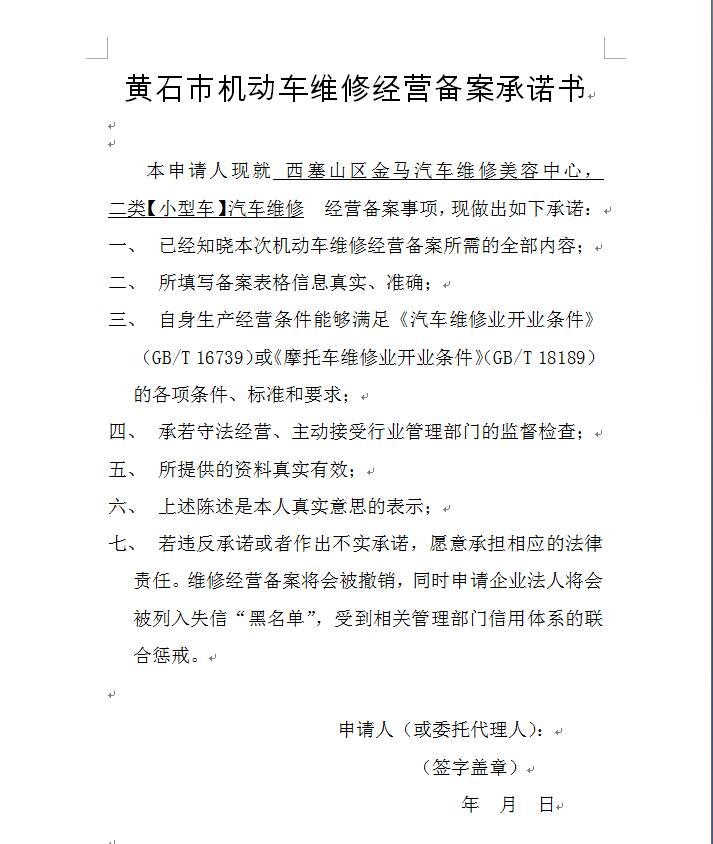 黄石市机动车维修经营备案承诺书
本申请人现就 西塞山区金马汽车维修美容中心，
二类【小型车】汽车维修 经营备案事项，现做出如下承诺：
一、 已经知晓本次机动车维修经营备案所需的全部内容；
二、 所填写备案表格信息真实、准确；
三、 自身生产经营条件能够满足《汽车维修业开业条件》
（GB/T 16739）或《摩托车维修业开业条件》（GB/T 18189）
的各项条件、标准和要求；
四、 承若守法经营、主动接受行业管理部门的监督检查；
五、 所提供的资料真实有效；
六、 上述陈述是本人真实意思的表示；
七、 若违反承诺或者作出不实承诺，愿意承担相应的法律
责任。维修经营备案将会被撤销，同时申请企业法人将会
被列入失信“黑名单”，受到相关管理部门信用体系的联
合惩戒。
申请人（或委托代理人）：
（签字盖章）
年 月 日